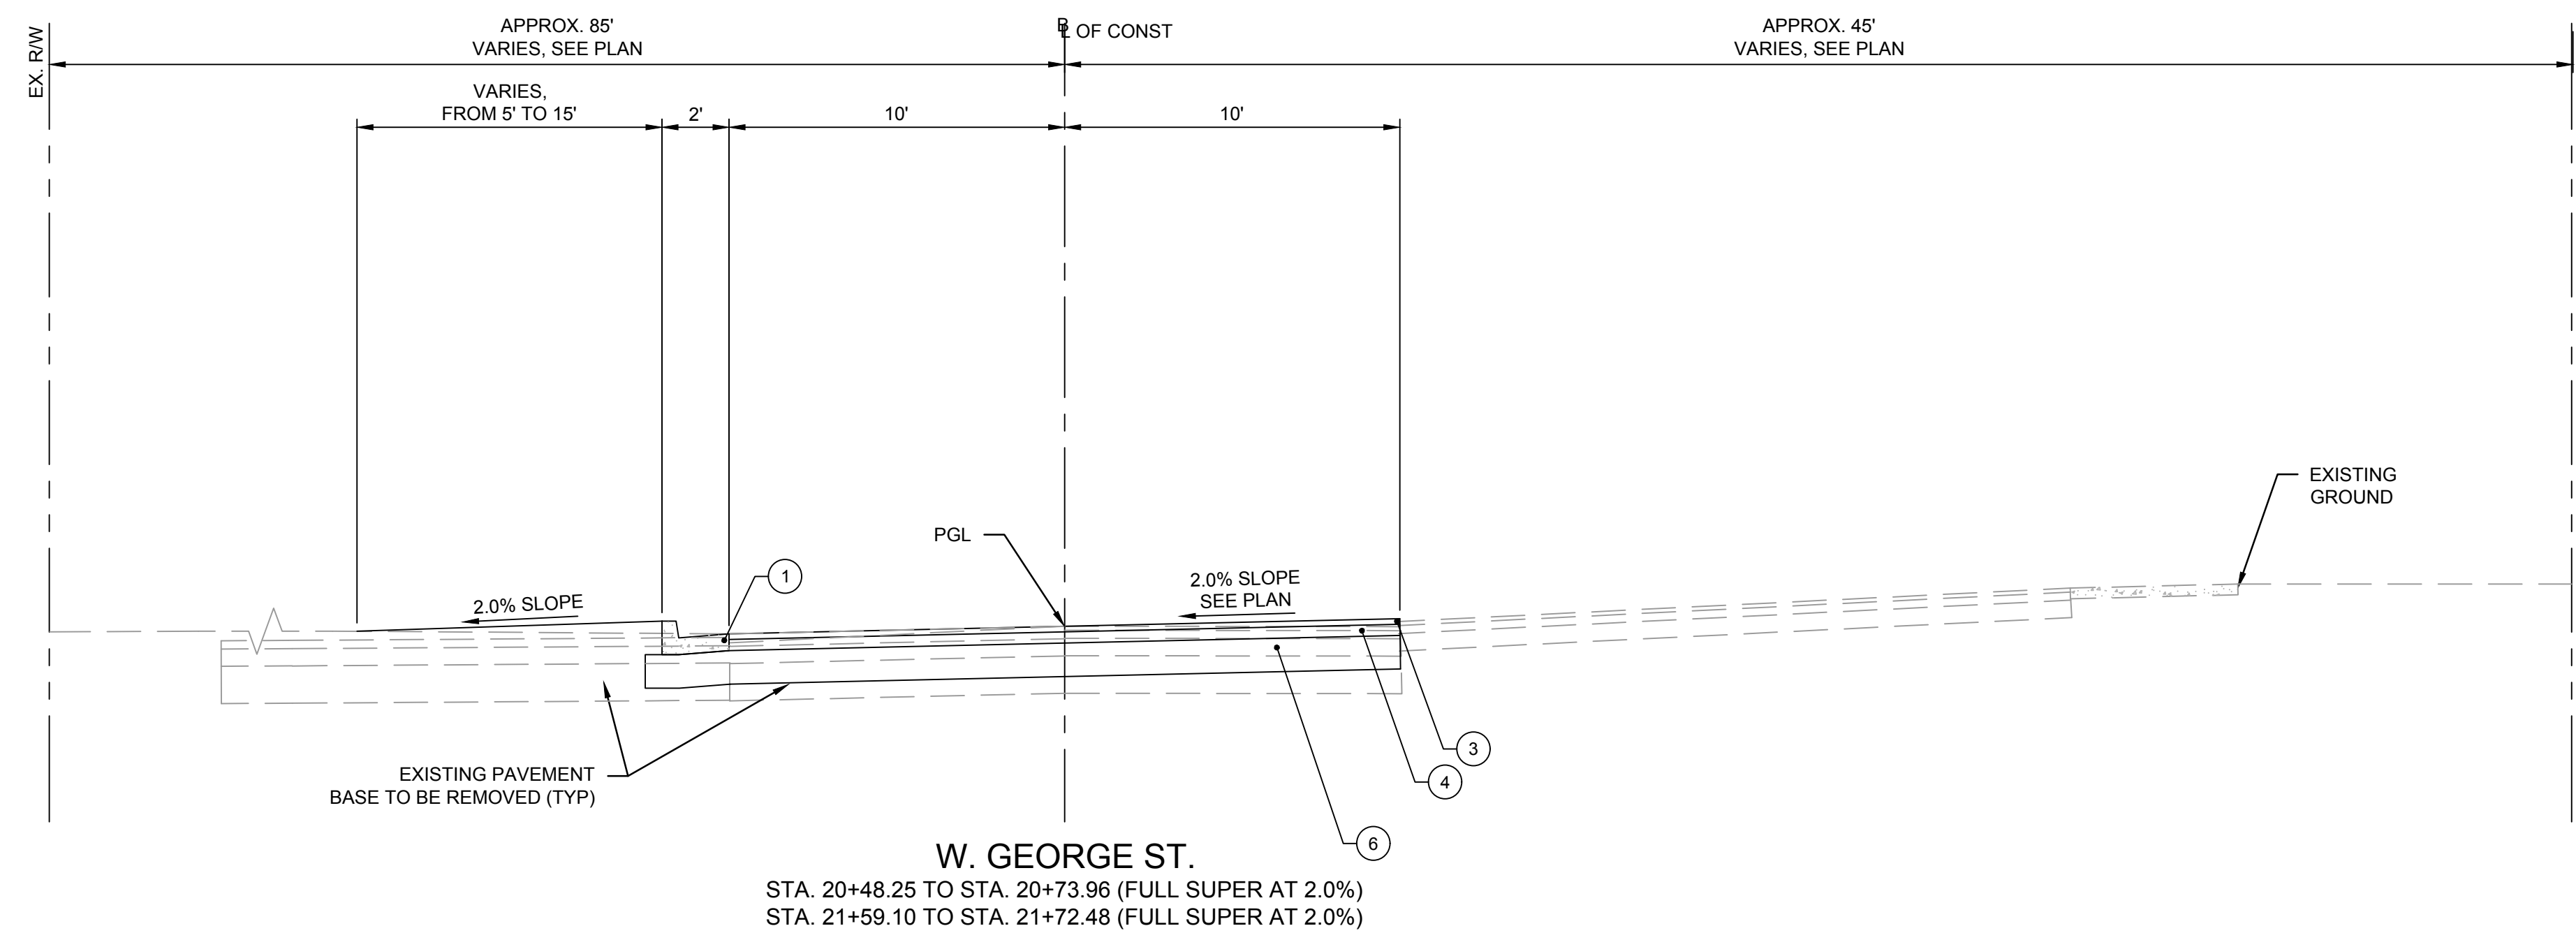 EX. R/W
APPROX. 85'
VARIES, SEE PLAN
BL OF CONST
APPROX. 45'
VARIES, SEE PLAN
VARIES,
FROM 5' TO 15'
2'
10'
10'
EXISTING
GROUND
PGL
1
2.0% SLOPE
2.0% SLOPE
SEE PLAN
3
4
6
EXISTING PAVEMENT
BASE TO BE REMOVED (TYP)
W. GEORGE ST.
STA. 20+48.25 TO STA. 20+73.96 (FULL SUPER AT 2.0%)
STA. 21+59.10 TO STA. 21+72.48 (FULL SUPER AT 2.0%)